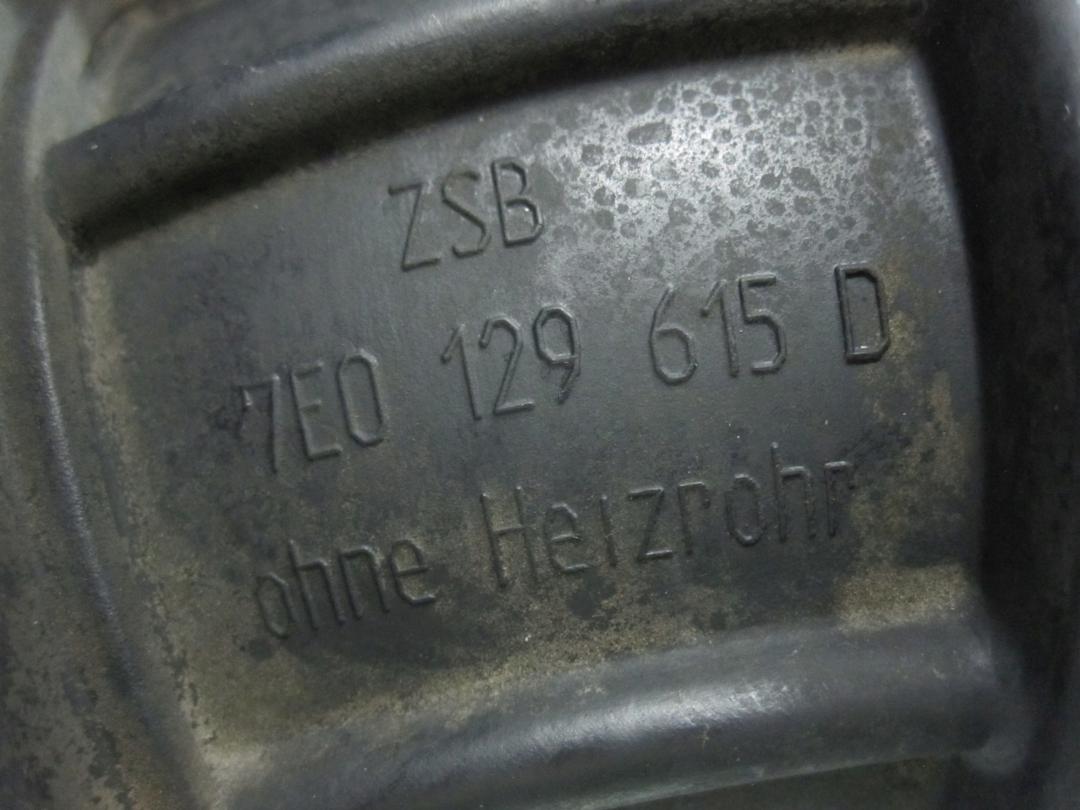 ZSB
7E0 129 615 D
ohne Heizrohr